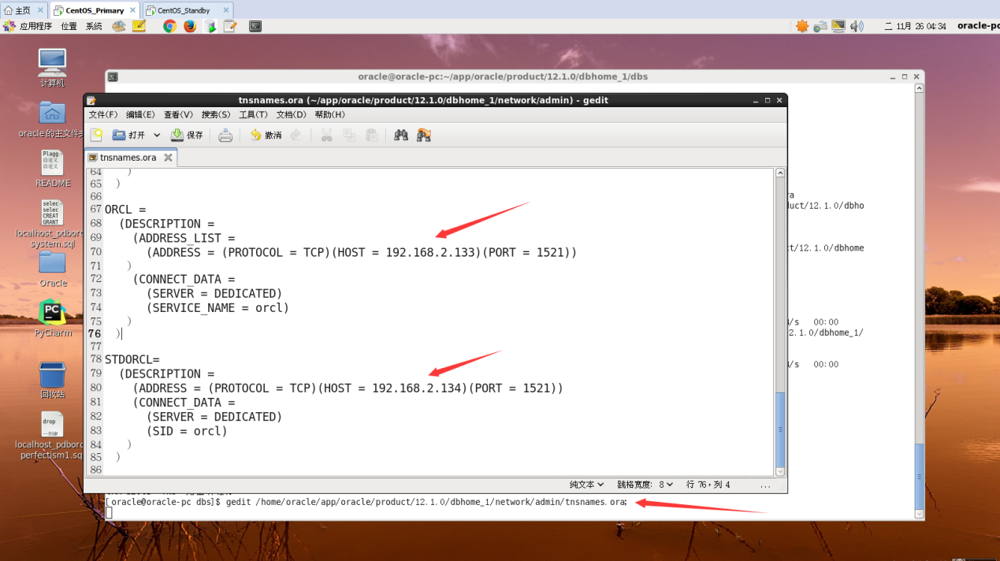 主页 CentOS_Primary CentOS_Standby
应用程序 位置 系统 二 11月 26 04:34 oracle-pc
计算机
oracle 的主文件夹
README
localhost_pdborc
system.sql
Oracle
PyCharm
回收站
localhost_pdborc
perfectism1.sq
oracle@oracle-pc:~/app/oracle/product/12.1.0/dbhome_1/dbs
tnsnames.ora (~/app/oracle/product/12.1.0/dbhome_1/network/admin) - gedit
文件(F) 编辑(E) 查看(V) 搜索(S) 工具(T) 文档(D) 帮助(H)
打开 保存 撤消
tnsnames.ora
64 )
65 )
66
67 ORCL =
68 (DESCRIPTION =
69 (ADDRESS_LIST =
70 (ADDRESS = (PROTOCOL = TCP)(HOST = 192.168.2.133)(PORT = 1521))
71 )
72 (CONNECT_DATA =
73 (SERVER = DEDICATED)
74 (SERVICE_NAME = orcl)
75 )
76 )
77
78 STDORCL=
79 (DESCRIPTION =
80 (ADDRESS = (PROTOCOL = TCP)(HOST = 192.168.2.134)(PORT = 1521))
81 (CONNECT_DATA =
82 (SERVER = DEDICATED)
83 (SID = orcl)
84 )
85 )
86
纯文本 跳格宽度: 8 行 76，列 4 ...
ra
uct/12.1.0/dbho
t/12.1.0/dbhome
/s 00:00
2.1.0/dbhome_1/
/s 00:00
[oracle@oracle-pc dbs]$ gedit /home/oracle/app/oracle/product/12.1.0/dbhome_1/network/admin/tnsnames.ora;